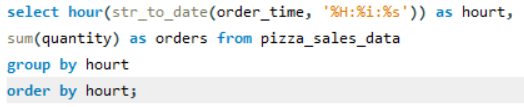 select hour(str_to_date(order_time, '%H:%i:%s')) as hourt,
sum(quantity) as orders from pizza_sales_data
group by hourt
order by hourt;